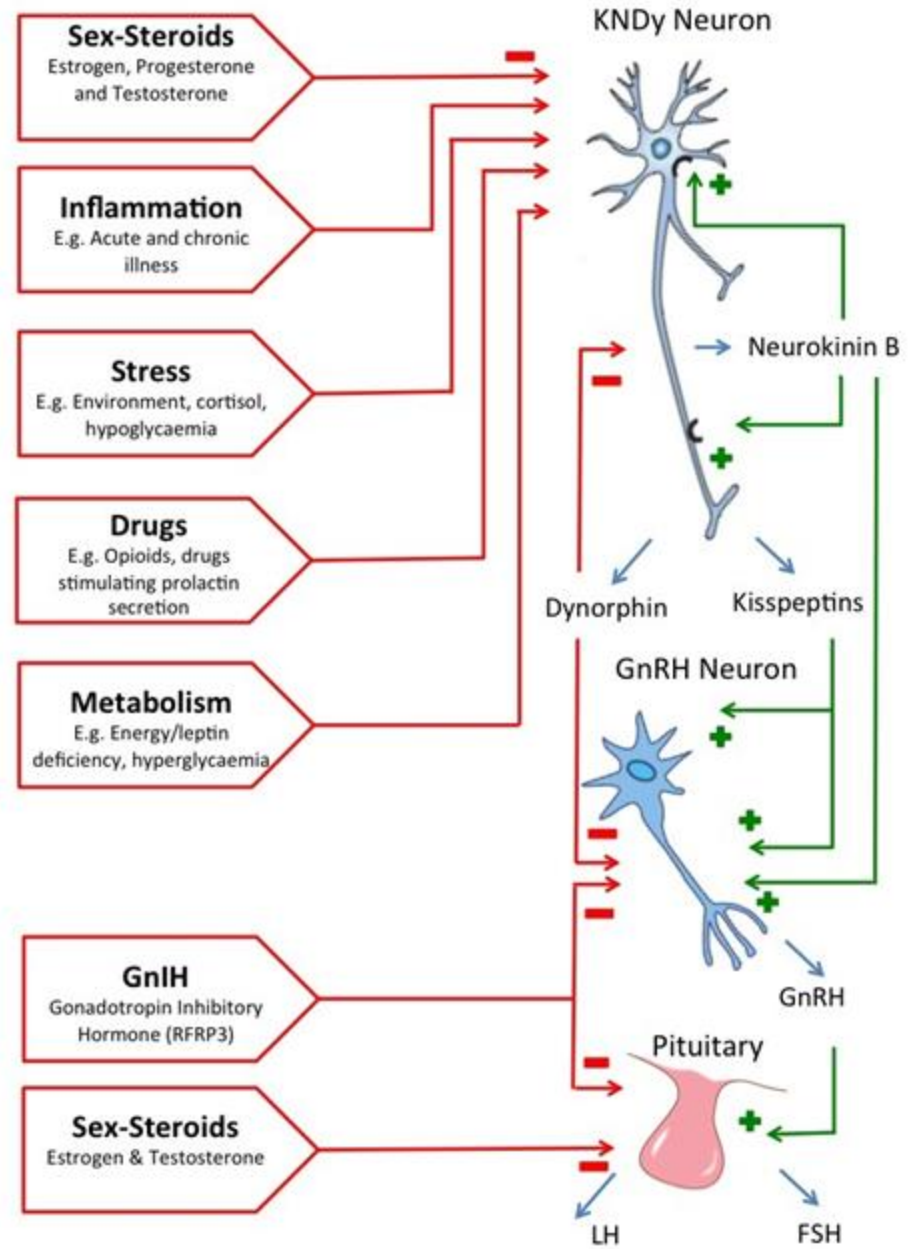 KNDy Neuron
Sex-Steroids
Estrogen, Progesterone
and Testosterone
Inflammation
E.g. Acute and chronic
illness
Stress
E.g. Environment, cortisol,
hypoglycaemia
Neurokinin B
Drugs
E.g. Opioids, drugs
stimulating prolactin
secretion
Dynorphin
Kisspeptins
GnRH Neuron
Metabolism
E.g. Energy/leptin
deficiency, hyperglycaemia
GnIH
Gonadotropin Inhibitory
Hormone (RFRP3)
GnRH
Pituitary
Sex-Steroids
Estrogen & Testosterone
LH
FSH